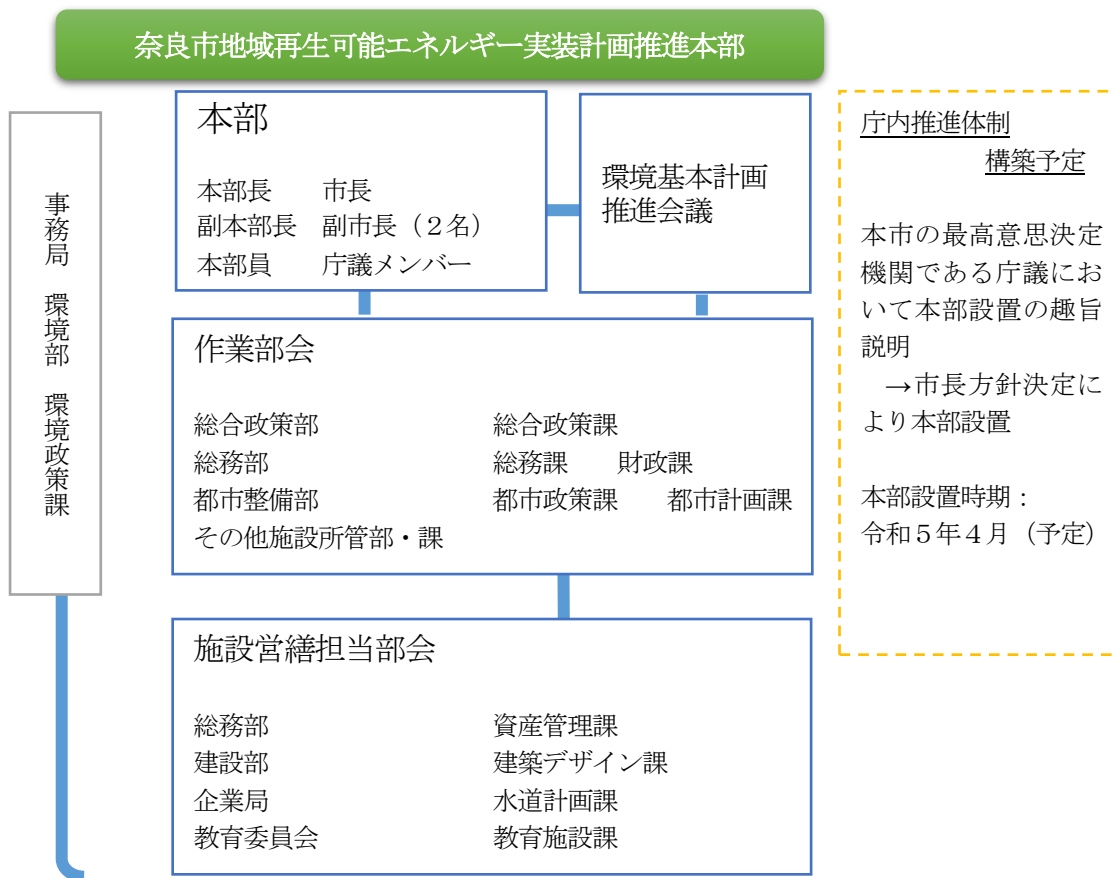 奈良市地域再生可能エネルギー実装計画推進本部
事務局　環境部　環境政策課
本部
本部長　　市長
副本部長　副市長（２名）
本部員　　庁議メンバー
環境基本計画
推進会議
作業部会
総合政策部　　総合政策課
総務部　　総務課　　財政課
都市整備部　　都市政策課　　都市計画課
その他施設所管部・課
施設営繕担当部会
総務部　　資産管理課
建設部　　建築デザイン課
企業局　　水道計画課
教育委員会　　教育施設課
庁内推進体制
構築予定
本市の最高意思決定
機関である庁議にお
いて本部設置の趣旨
説明
→市長方針決定に
より本部設置
本部設置時期：
令和５年４月（予定）